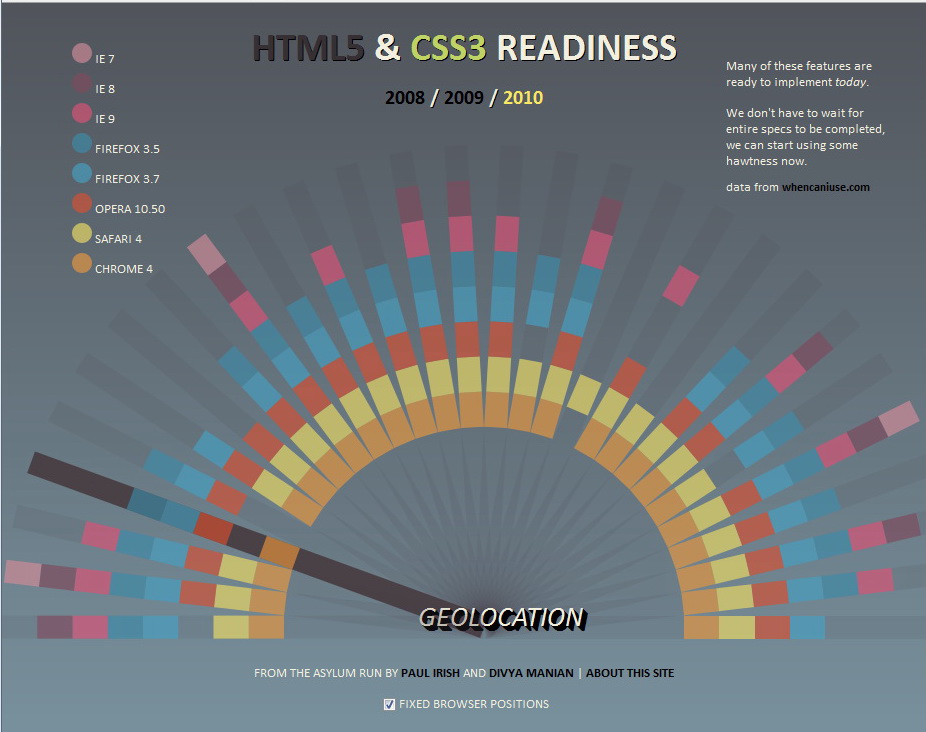 HTML5 & CSS3 READINESS
2008 / 2009 / 2010
IE 7
IE 8
IE 9
FIREFOX 3.5
FIREFOX 3.7
OPERA 10.50
SAFARI 4
CHROME 4
Many of these features are
ready to implement today.
We don't have to wait for
entire specs to be completed,
we can start using some
hawtness now.
data from whencaniuse.com
GEOLOCATION
FROM THE ASYLUM RUN BY PAUL IRISH AND DIVYA MANIAN | ABOUT THIS SITE
FIXED BROWSER POSITIONS